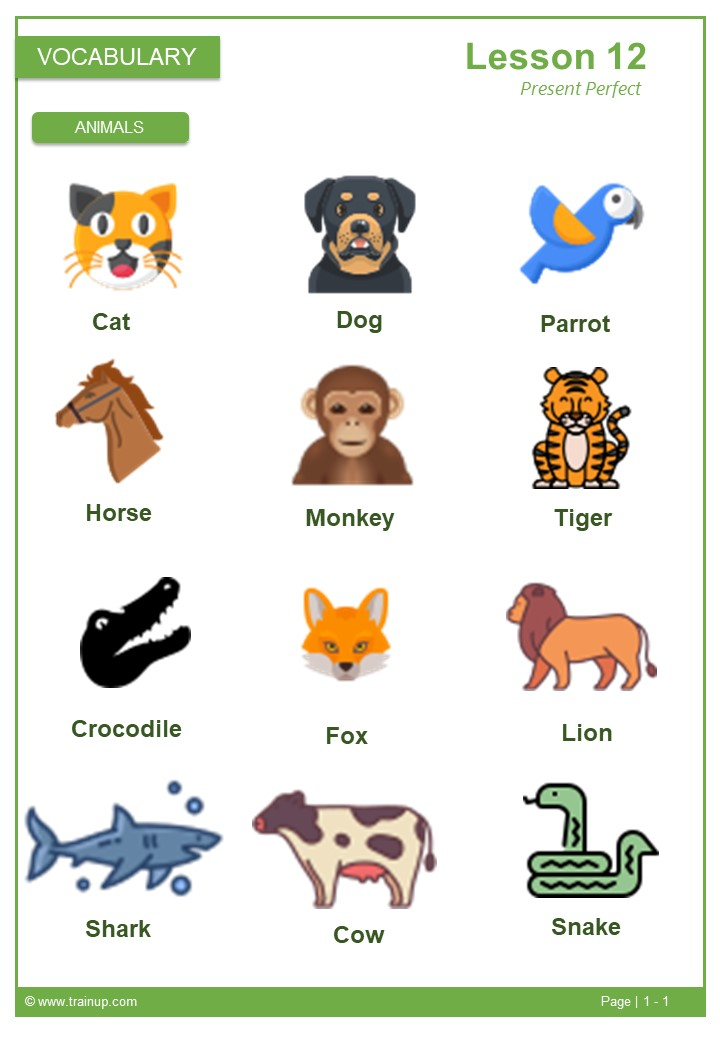 VOCABULARY
Lesson 12
Present Perfect
ANIMALS
Cat
Dog
Parrot
Horse
Monkey
Tiger
Crocodile
Fox
Lion
Shark
Cow
Snake
© www.trainup.com
Page | 1 - 1